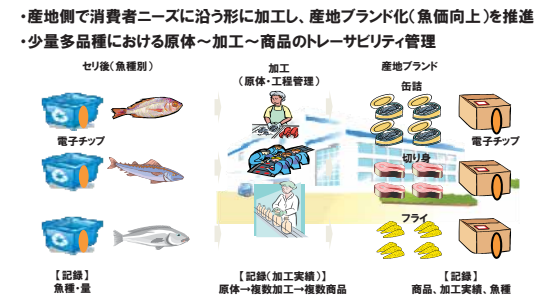 ・産地側で消費者ニーズに沿う形に加工し、産地ブランド化(魚価向上)を推進
・少量多品種における原体～加工～商品のトレーサビリティ管理
セリ後(魚種別)
加工
(原体・工程管理)
産地ブランド
缶詰
電子チップ
電子チップ
切り身
フライ
【記録】
魚種・量
【記録(加工実績)】
原体→複数加工→複数商品
【記録】
商品、加工実績、魚種